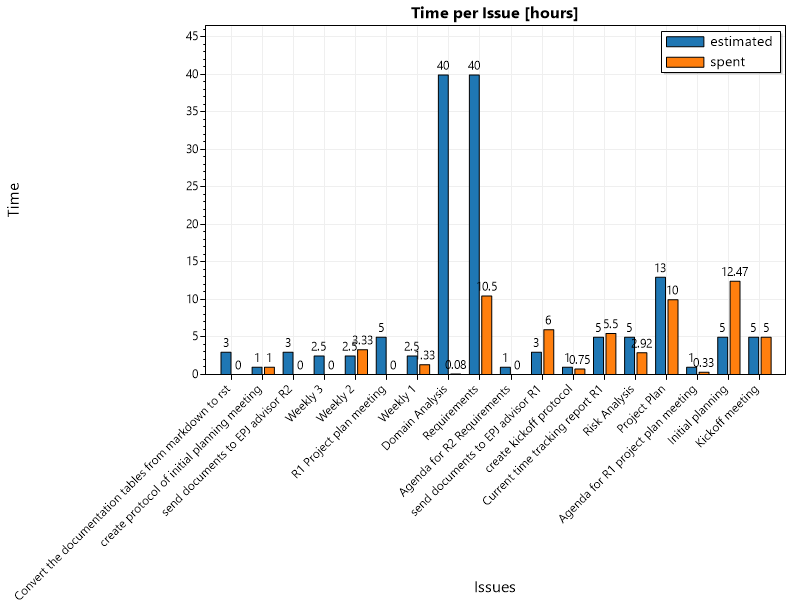 Time per Issue [hours]
estimated
spent
Time
45
40
35
30
25
20
15
10
5
0
3
0
1
1
3
0
2.5
0
2.5
3.33
5
0
2.5
1.33
40
0.08
40
10.5
1
0
3
6
1
0.75
5
5.5
5
2.92
13
10
1
0.33
5
12.47
5
5
Convert the documentation tables from markdown to rst
create protocol of initial planning meeting
send documents to EPJ advisor R2
Weekly 3
Weekly 2
R1 Project plan meeting
Weekly 1
Domain Analysis
Requirements
Agenda for R2 Requirements
send documents to EPJ advisor R1
create kickoff protocol
Current time tracking report R1
Risk Analysis
Project Plan
Agenda for R1 project plan meeting
Initial planning
Kickoff meeting
Issues